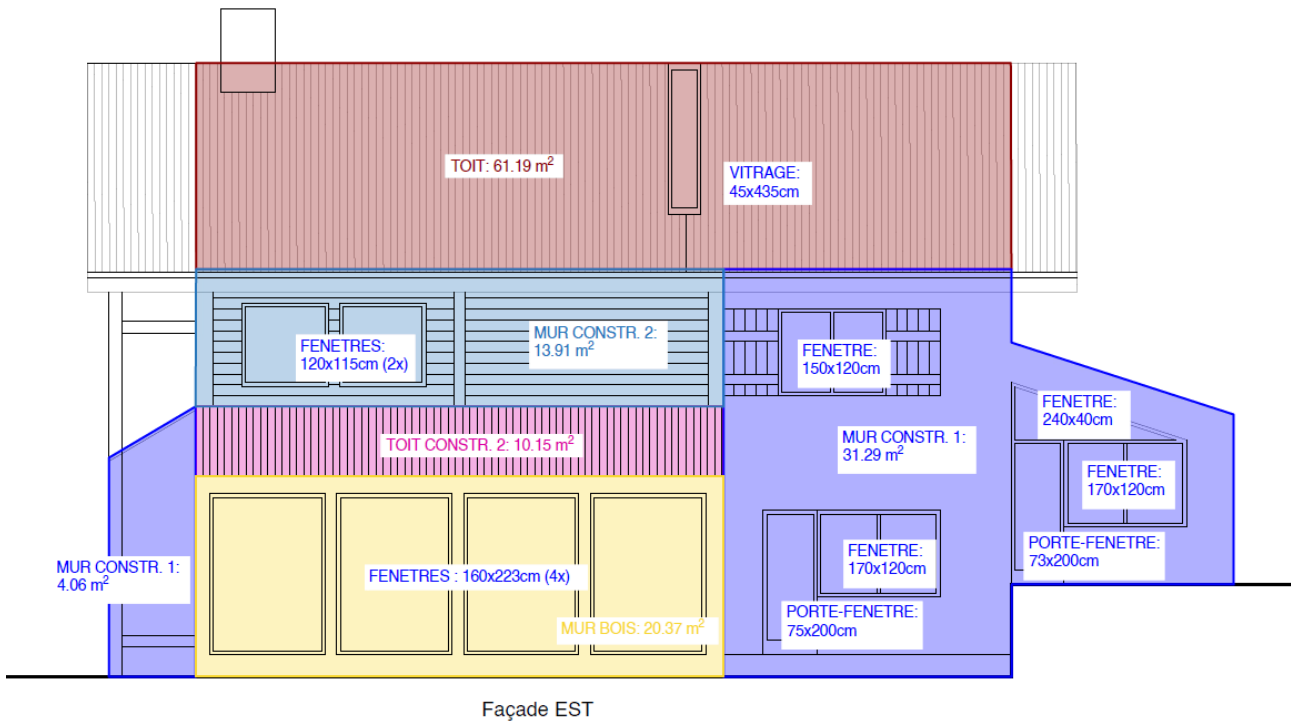 TOIT: 61.19 m²
VITRAGE:
45x435cm
FENETRES:
120x115cm (2x)
MUR CONSTR. 2:
13.91 m²
FENETRE:
150x120cm
FENETRE:
240x40cm
TOIT CONSTR. 2: 10.15 m²
MUR CONSTR. 1:
31.29 m²
FENETRE:
170x120cm
MUR CONSTR. 1:
4.06 m²
FENETRES : 160x223cm (4x)
FENETRE:
170x120cm
PORTE-FENETRE:
73x200cm
MUR BOIS: 20.37 m²
PORTE-FENETRE:
75x200cm
Façade EST